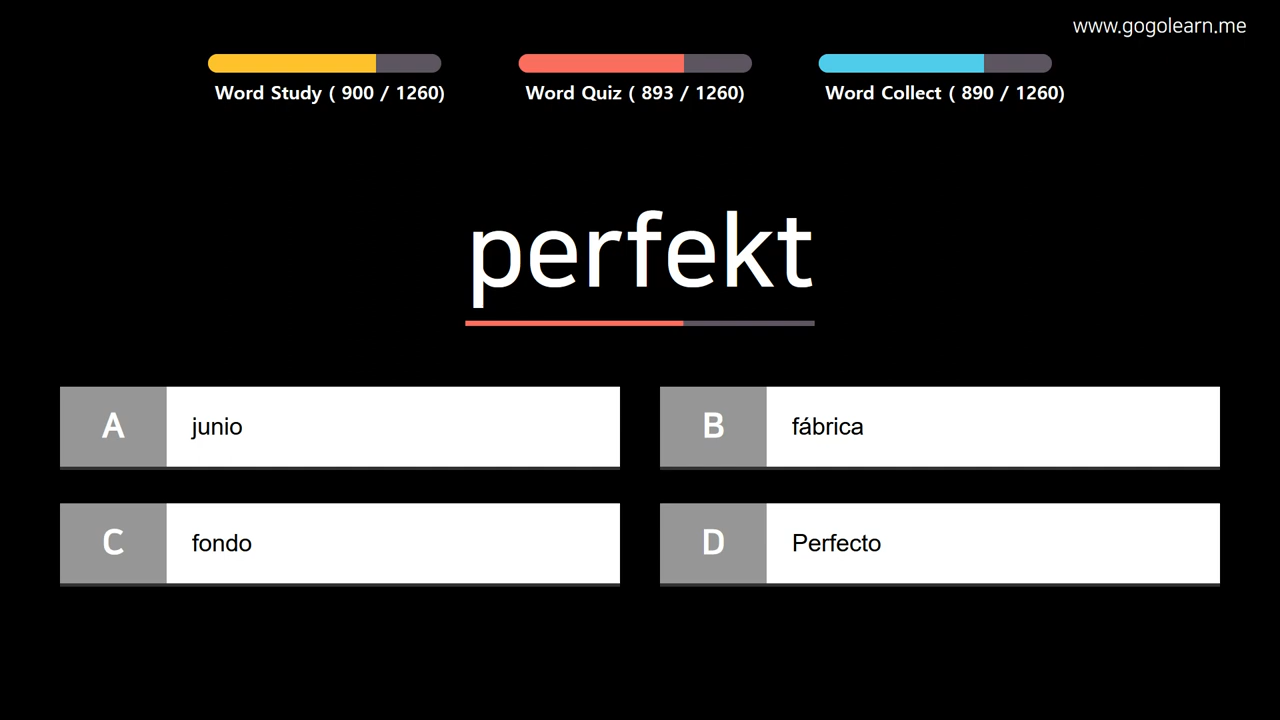 www.gogolearn.me
Word Study ( 900 / 1260)
Word Quiz ( 893 / 1260)
Word Collect ( 890 / 1260)
perfekt
A junio
B fábrica
C fondo
D Perfecto